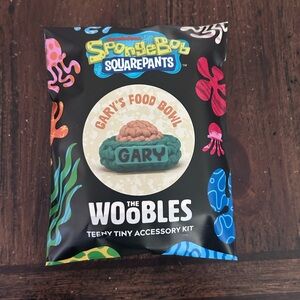 SpongeBob
SQUAREPANTS
GARY'S FOOD BOWL
GARY
THE
WOOBLES
TEENY TINY ACCESSORY KIT